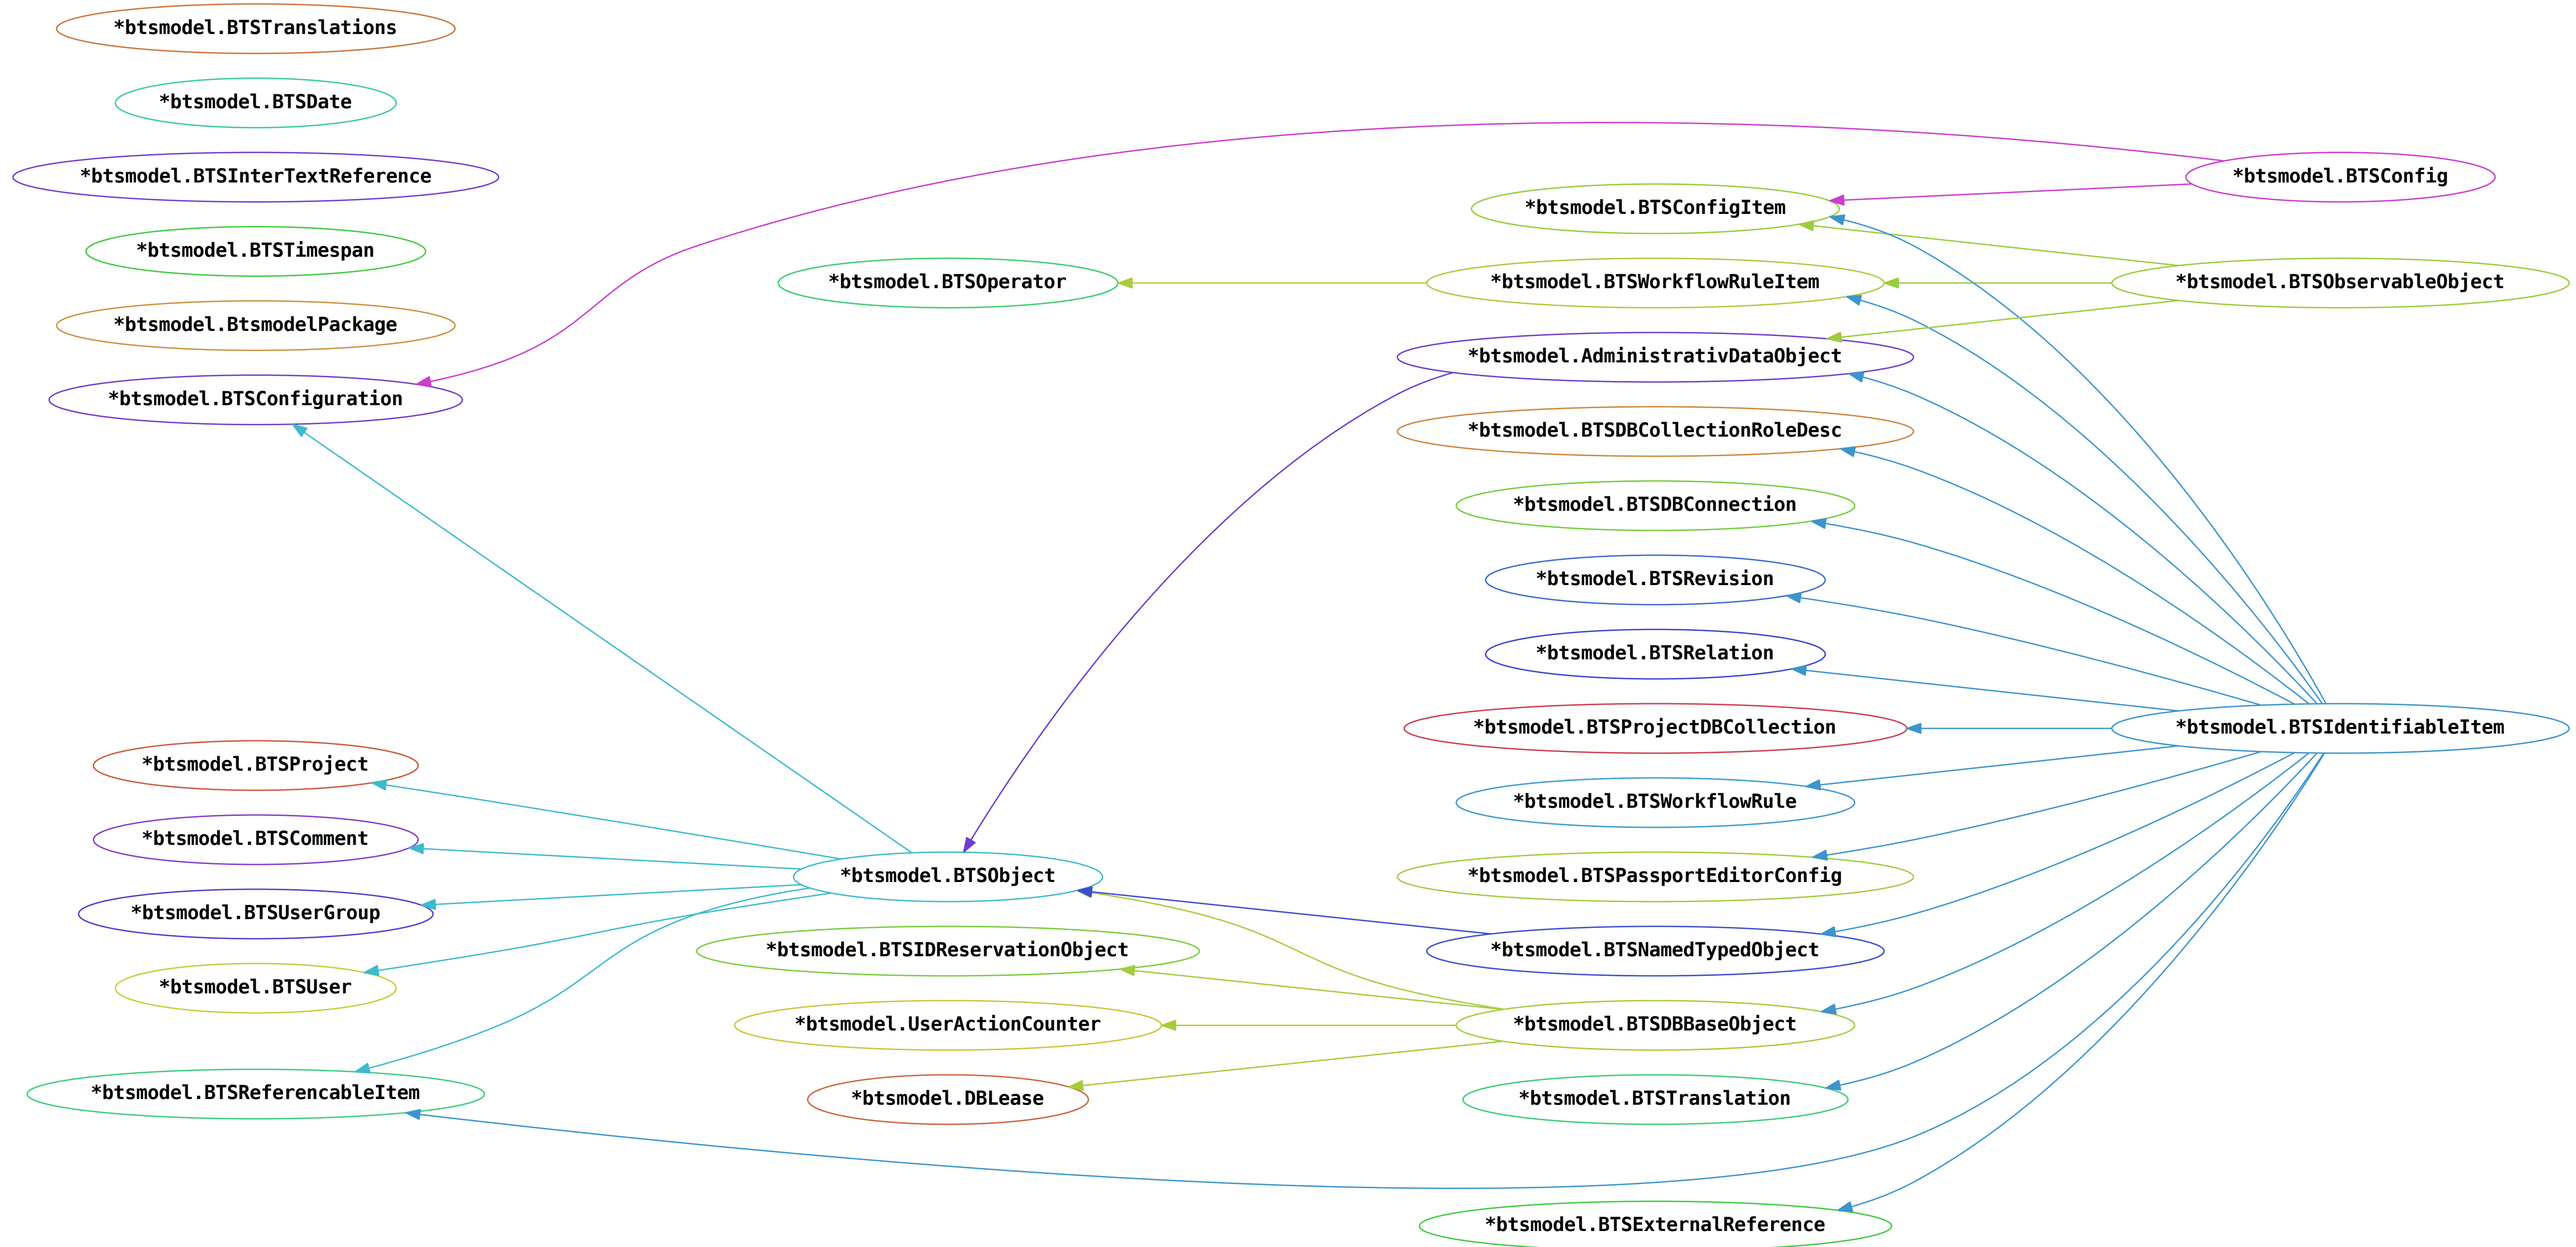 *btsmodel.BTSTranslations
*btsmodel.BTSDate
*btsmodel.BTSInterTextReference
*btsmodel.BTSTimespan
*btsmodel.BtsmodelPackage
*btsmodel.BTSConfiguration
*btsmodel.BTSProject
*btsmodel.BTSComment
*btsmodel.BTSUserGroup
*btsmodel.BTSUser
*btsmodel.BTSReferencableItem
*btsmodel.BTSOperator
*btsmodel.BTSObject
*btsmodel.BTSIDReservationObject
*btsmodel.UserActionCounter
*btsmodel.DBLease
*btsmodel.BTSConfigItem
*btsmodel.BTSWorkflowRuleItem
*btsmodel.AdministrativDataObject
*btsmodel.BTSDBCollectionRoleDesc
*btsmodel.BTSDBConnection
*btsmodel.BTSRevision
*btsmodel.BTSRelation
*btsmodel.BTSProjectDBCollection
*btsmodel.BTSWorkflowRule
*btsmodel.BTSPassportEditorConfig
*btsmodel.BTSNamedTypedObject
*btsmodel.BTSDBBaseObject
*btsmodel.BTSTranslation
*btsmodel.BTSExternalReference
*btsmodel.BTSConfig
*btsmodel.BTSObservableObject
*btsmodel.BTSIdentifiableItem